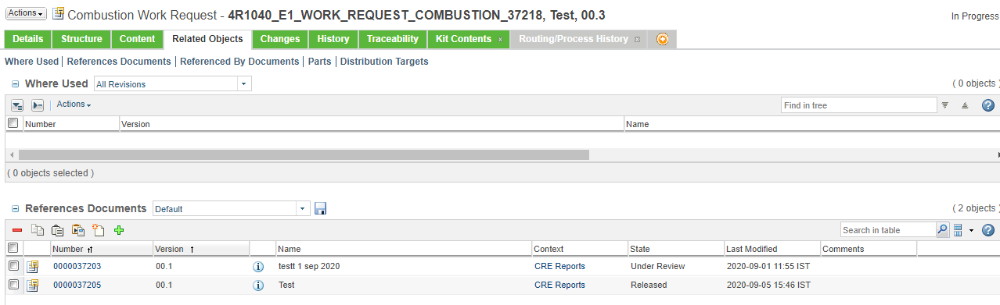 Actions Combustion Work Request - 4R1040_E1_WORK_REQUEST_COMBUSTION_37218, Test, 00.3 In Progress
Details Structure Content Related Objects Changes History Traceability Kit Contents × Routing/Process History ×
Where Used | References Documents | Referenced By Documents | Parts | Distribution Targets
Where Used All Revisions ( 0 objects )
Actions Find in tree
Number Version Name
( 0 objects selected )
References Documents Default ( 2 objects )
Search in table
Number Version Name Context State Last Modified Comments
0000037203 00.1 testt 1 sep 2020 CRE Reports Under Review 2020-09-01 11:55 IST
0000037205 00.1 Test CRE Reports Released 2020-09-05 15:46 IST